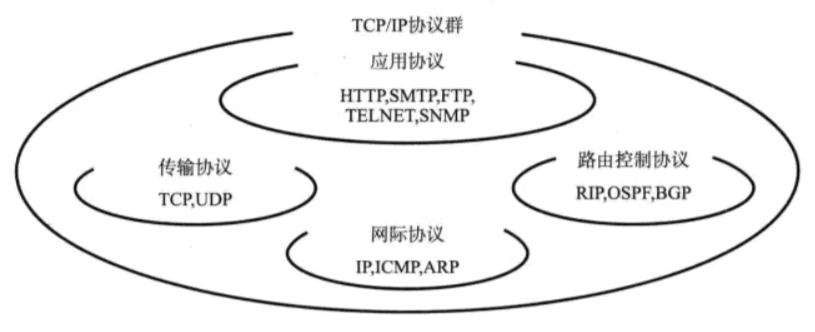 TCP/IP协议群
应用协议
HTTP,SMTP,FTP,
TELNET,SNMP
传输协议
TCP,UDP
路由控制协议
RIP,OSPF,BGP
网际协议
IP,ICMP,ARP